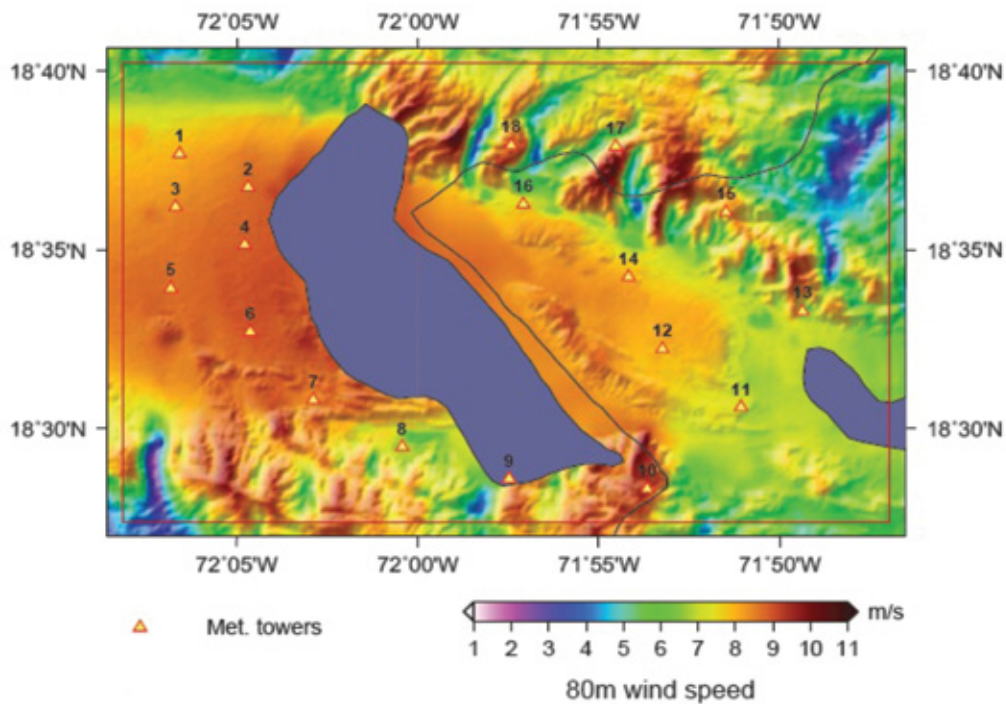 72°05'W 72°00'W 71°55'W 71°50'W
18°40'N 18°40'N
1
18
17
2
16
3
15
4
18°35'N 18°35'N
14
5
13
6
12
7
11
18°30'N 18°30'N
8
9
10
72°05'W 72°00'W 71°55'W 71°50'W
Met. towers
m/s
1 2 3 4 5 6 7 8 9 10 11
80m wind speed